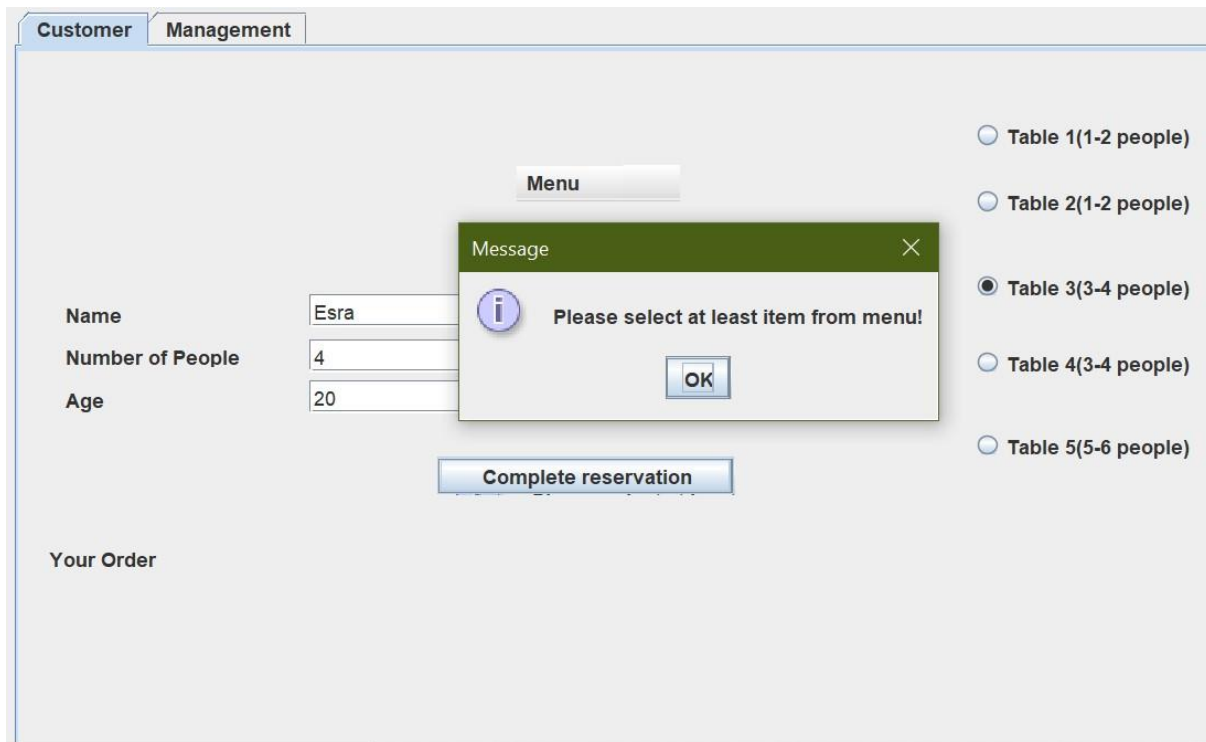 Customer Management
Menu
Message
Please select at least item from menu!
OK
Name Esra
Number of People 4
Age 20
Complete reservation
Your Order
Table 1(1-2 people)
Table 2(1-2 people)
Table 3(3-4 people)
Table 4(3-4 people)
Table 5(5-6 people)